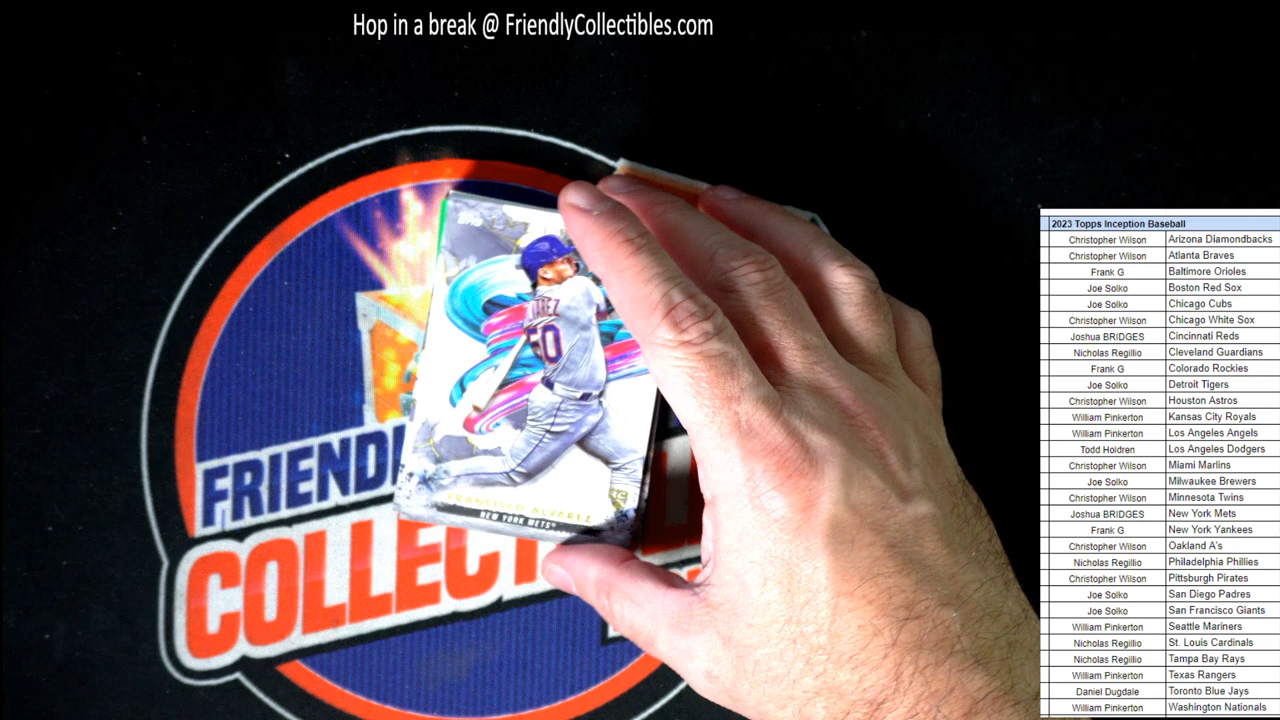 Hop in a break @ FriendlyCollectibles.com
50
FRANCISCO ALVAREZ
RC
NEW YORK METS
FRIEND
COLLECT
2023 Topps Inception Baseball
Christopher Wilson Arizona Diamondbacks
Christopher Wilson Atlanta Braves
Frank G Baltimore Orioles
Joe Solko Boston Red Sox
Joe Solko Chicago Cubs
Christopher Wilson Chicago White Sox
Joshua BRIDGES Cincinnati Reds
Nicholas Regillio Cleveland Guardians
Frank G Colorado Rockies
Joe Solko Detroit Tigers
Christopher Wilson Houston Astros
William Pinkerton Kansas City Royals
William Pinkerton Los Angeles Angels
Todd Holdren Los Angeles Dodgers
Christopher Wilson Miami Marlins
Joe Solko Milwaukee Brewers
Christopher Wilson Minnesota Twins
Joshua BRIDGES New York Mets
Frank G New York Yankees
Christopher Wilson Oakland A's
Nicholas Regillio Philadelphia Phillies
Christopher Wilson Pittsburgh Pirates
Joe Solko San Diego Padres
Joe Solko San Francisco Giants
William Pinkerton Seattle Mariners
Nicholas Regillio St. Louis Cardinals
Nicholas Regillio Tampa Bay Rays
William Pinkerton Texas Rangers
Daniel Dugdale Toronto Blue Jays
William Pinkerton Washington Nationals